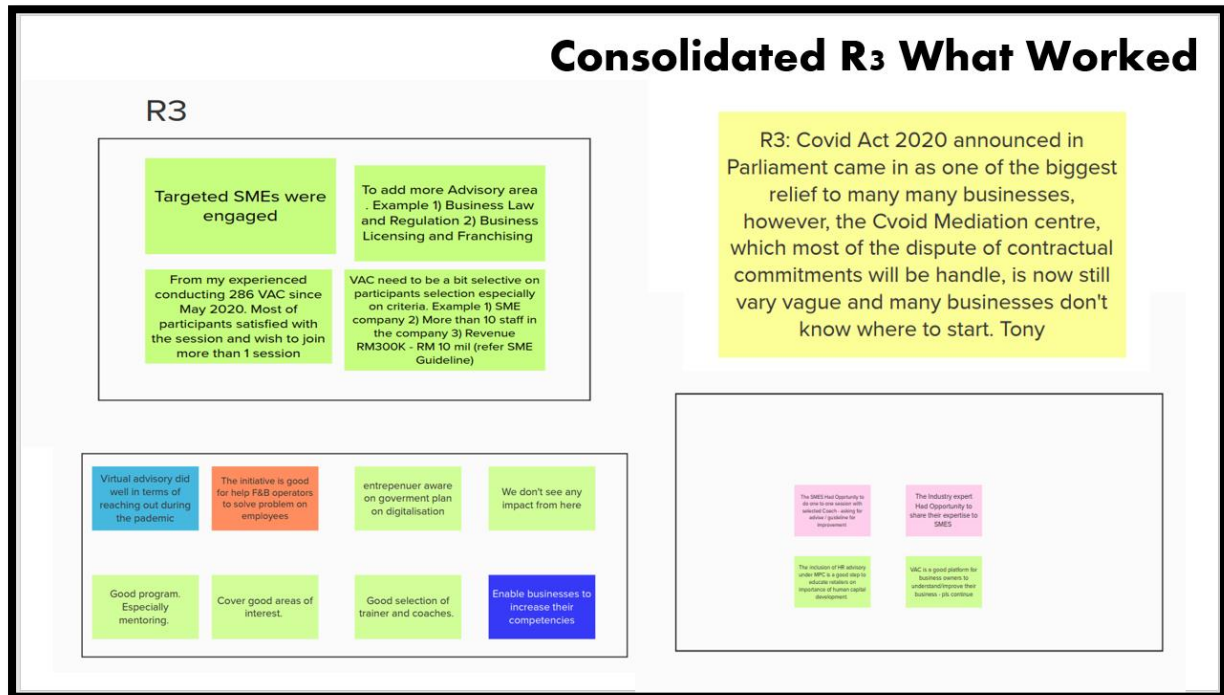 Consolidated R3 What Worked
R3
Targeted SMEs were
engaged
To add more Advisory area
. Example 1) Business Law
and Regulation 2) Business
Licensing and Franchising
From my experienced
conducting 286 VAC since
May 2020. Most of
participants satisfied with
the session and wish to join
more than 1 session
VAC need to be a bit selective on
participants selection especially
on criteria. Example 1) SME
company 2) More than 10 staff in
the company 3) Revenue
RM300K - RM 10 mil (refer SME
Guideline)
R3: Covid Act 2020 announced in
Parliament came in as one of the biggest
relief to many many businesses,
however, the Cvoid Mediation centre,
which most of the dispute of contractual
commitments will be handle, is now still
vary vague and many businesses don't
know where to start. Tony
Virtual advisory did
well in terms of
reaching out during
the pademic
The initiative is good
for help F&B operators
to solve problem on
employees
entrepenuer aware
on goverment plan
on digitalisation
We don't see any
impact from here
Good program.
Especially
mentoring.
Cover good areas of
interest.
Good selection of
trainer and coaches.
Enable businesses to
increase their
competencies
The SMES Had Opportunity to
do one to one session with
selected Coach - asking for
advise / guideline for
improvement
The Industry expert
Had Opportunity to
share their expertise to
SMES
The inclusion of HR advisory
under MPC is a good step to
educate retailers on
importance of human capital
development.
VAC is a good platform for
business owners to
understand/improve their
business - pls continue